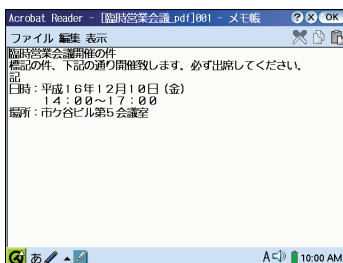 Acrobat Reader - [臨時営業会議_pdf]001 - メモ帳 ? × OK
ファイル 編集 表示
臨時営業会議開催の件
標記の件、下記の通り開催致します。必ず出席してください。
記
日時：平成16年12月10日(金)
14：00～17：00
場所：市ケ谷ビル第5会議室
あ A 10:00 AM